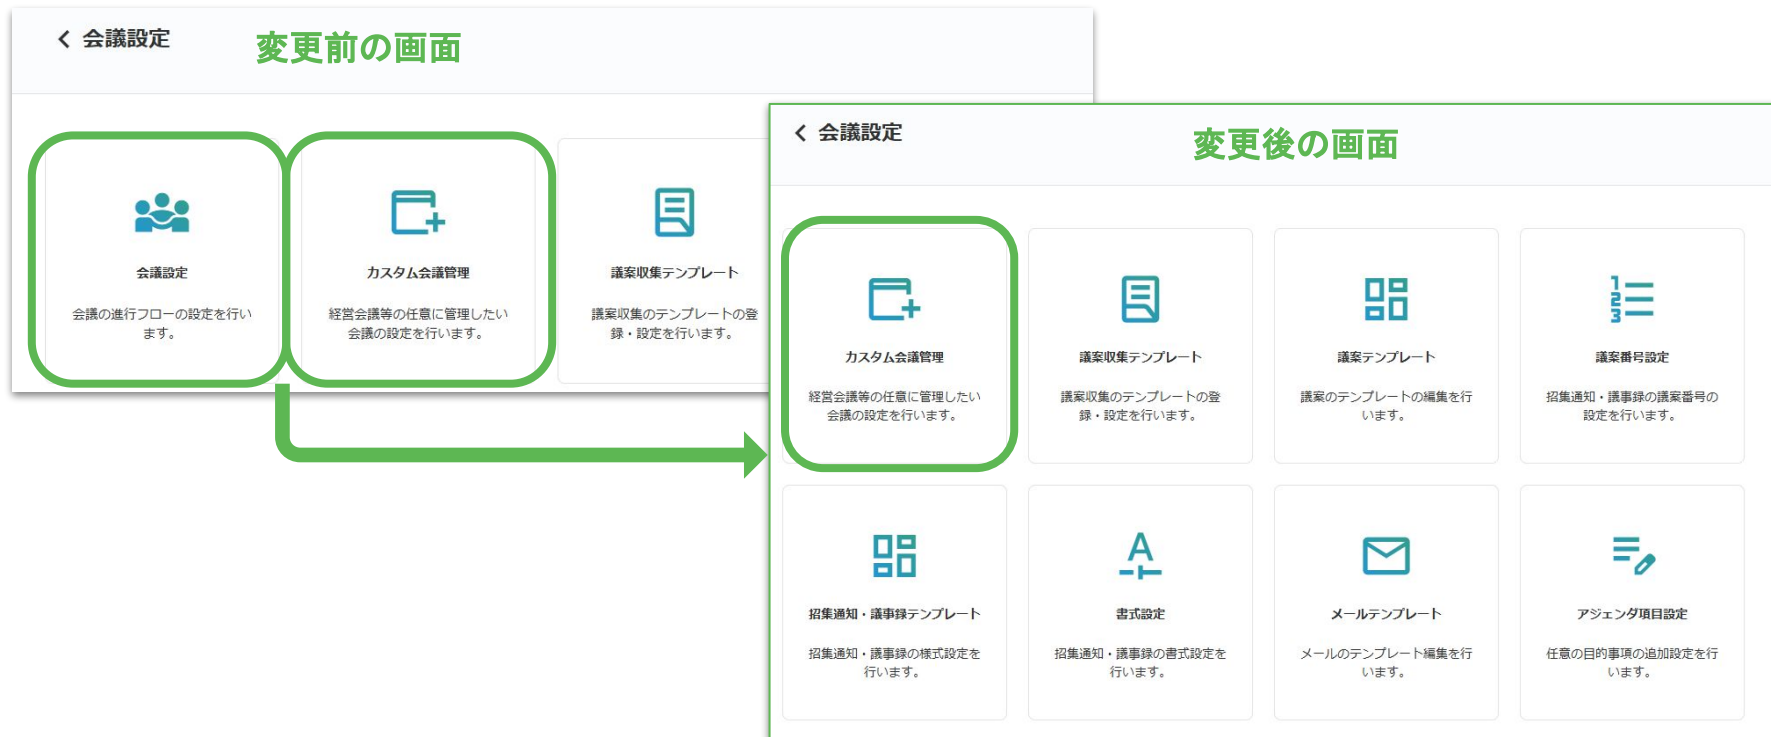 会議設定
変更前の画面
会議設定
会議の進行フローの設定を行い
ます。
カスタム会議管理
経営会議等の任意に管理したい
会議の設定を行います。
議案収集テンプレート
議案収集のテンプレートの登
録・設定を行います。
会議設定
変更後の画面
カスタム会議管理
経営会議等の任意に管理したい
会議の設定を行います。
議案収集テンプレート
議案収集のテンプレートの登
録・設定を行います。
議案テンプレート
議案のテンプレートの編集を行
います。
1
2
3
議案番号設定
招集通知・議事録の議案番号の
設定を行います。
招集通知・議事録テンプレート
招集通知・議事録の様式設定を
行います。
A
書式設定
招集通知・議事録の書式設定を
行います。
メールテンプレート
メールのテンプレート編集を行
います。
アジェンダ項目設定
任意の目的事項の追加設定を行
います。